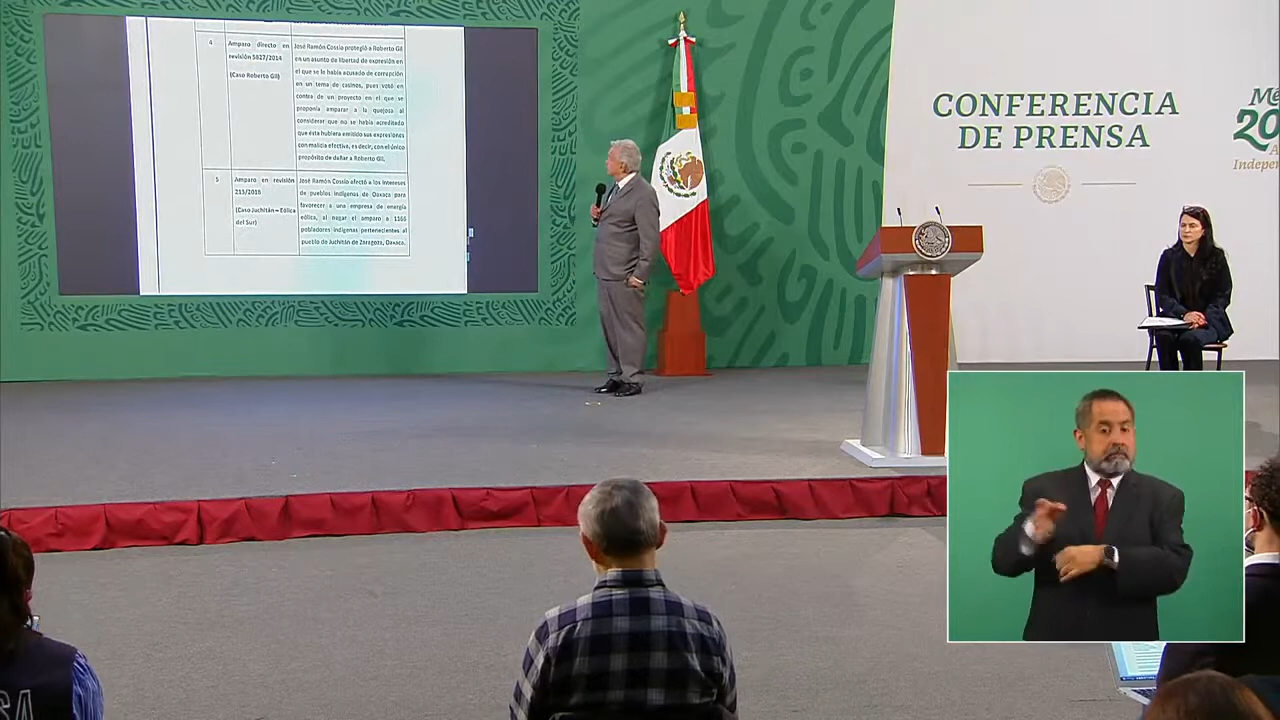 4
Amparo directo en
revisión 5827/2014
(Caso Roberto Gil)
José Ramón Cossío protegió a Roberto Gil
en un asunto de libertad de expresión en
el que se le había acusado de corrupción
en un tema de casinos, pues votó en
contra de un proyecto en el que se
proponía amparar a la quejosa al
considerar que no se había acreditado
que ésta hubiera emitido sus expresiones
con malicia efectiva, es decir, con el único
propósito de dañar a Roberto Gil.
5
Amparo en revisión
213/2018
(Caso Juchitán – Eólica
del Sur)
José Ramón Cossío afectó a los intereses
de pueblos indígenas de Oaxaca para
favorecer a una empresa de energía
eólica, al negar el amparo a 1166
pobladores indígenas pertenecientes al
pueblo de Juchitán de Zaragoza, Oaxaca.
CONFERENCIA
DE PRENSA
Mé
20
A
Indepen
SA